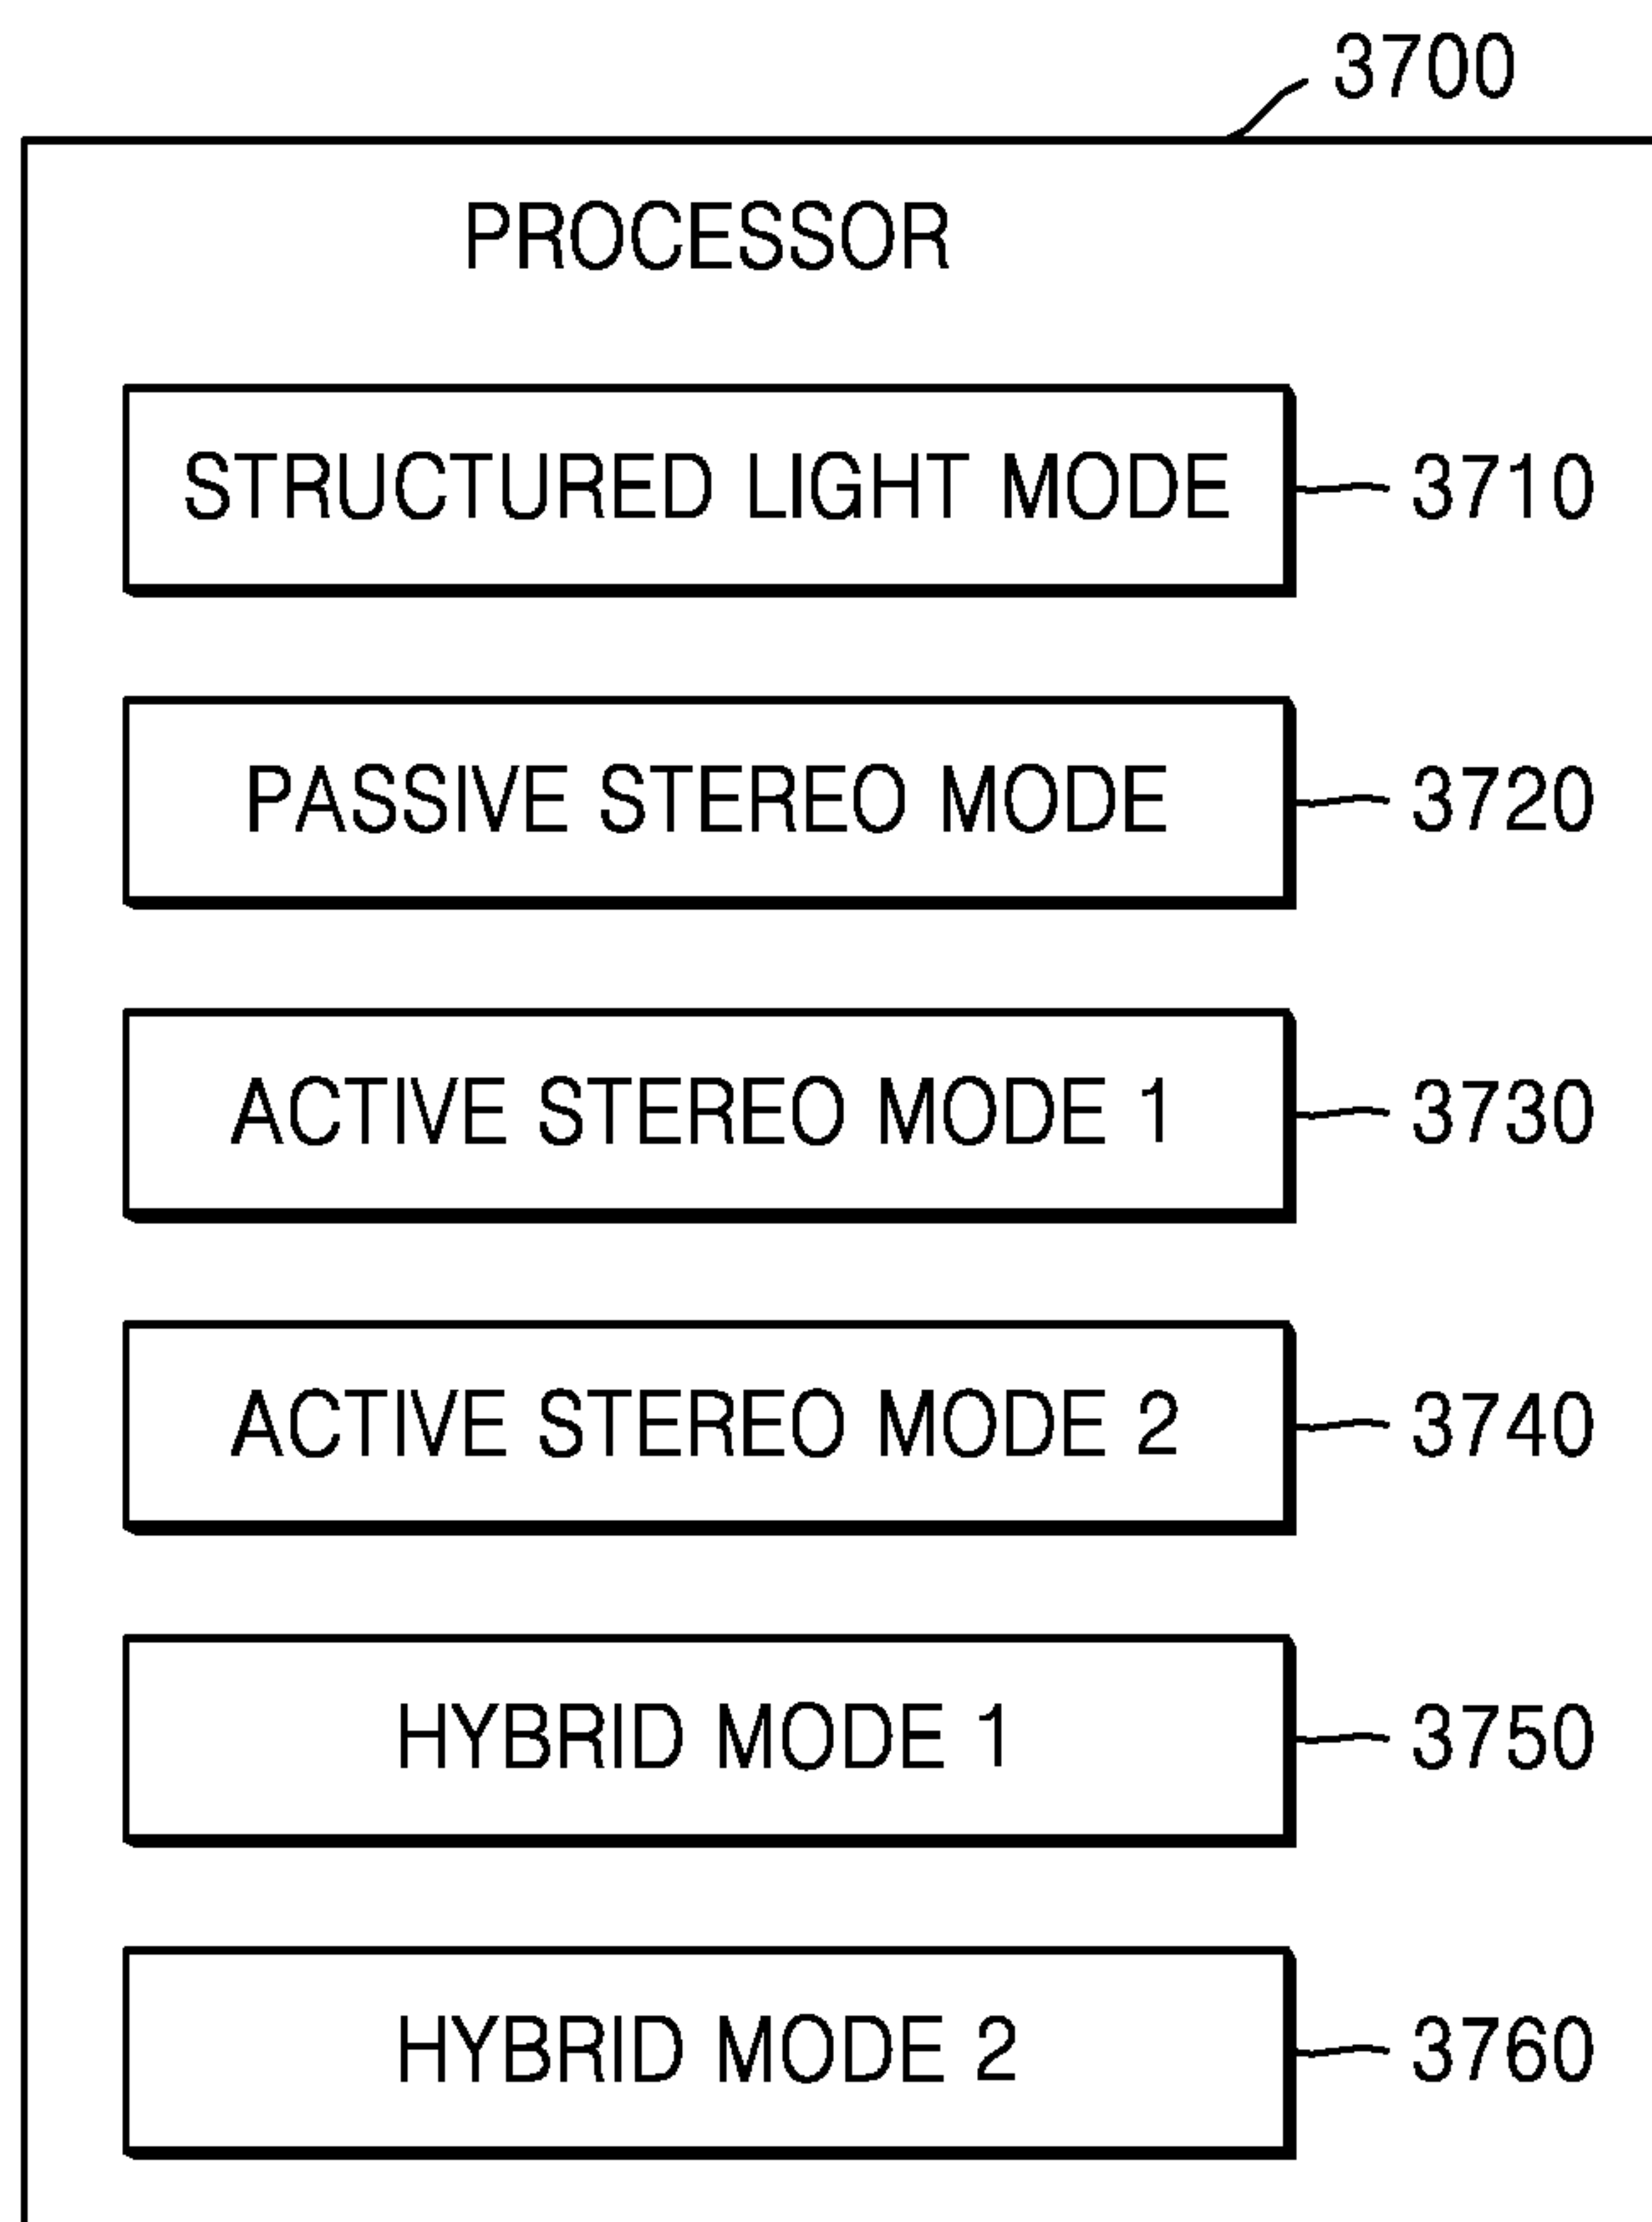 3700
PROCESSOR
STRUCTURED LIGHT MODE 3710
PASSIVE STEREO MODE 3720
ACTIVE STEREO MODE 1 3730
ACTIVE STEREO MODE 2 3740
HYBRID MODE 1 3750
HYBRID MODE 2 3760